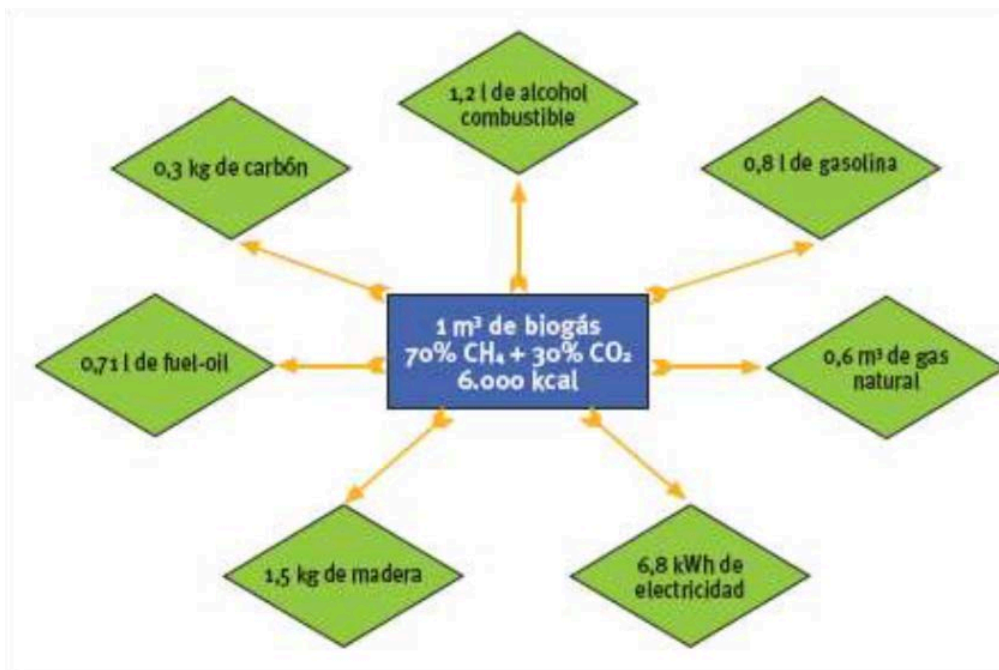 1,2 l de alcohol
combustible
0,3 kg de carbón
0,8 l de gasolina
1 m³ de biogás
70% CH₄ + 30% CO₂
6.000 kcal
0,71 l de fuel-oil
0,6 m³ de gas
natural
1,5 kg de madera
6,8 kWh de
electricidad